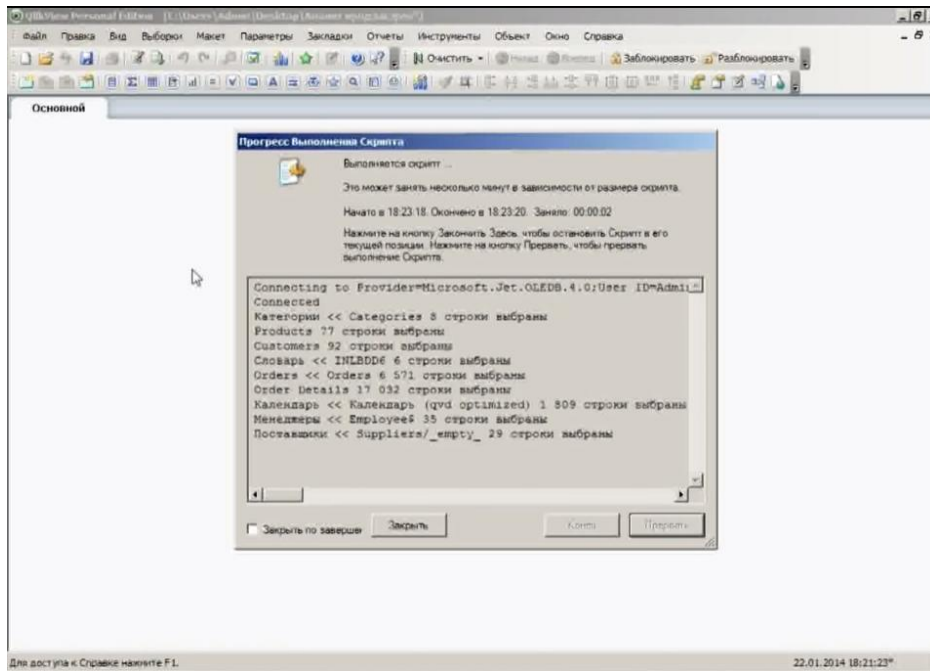 QlikView Personal Edition - [C:\Users\Admin\Desktop\
Файл Правка Вид Выборки Макет Параметры Закладки Отчеты Инструменты Объект Окно Справка
Очистить Назад Вперед Заблокировать Разблокировать
Основной
Прогресс Выполнения Скрипта
Выполняется скрипт ...
Это может занять несколько минут в зависимости от размера скрипта.
Начато в 18:23:18. Окончено в 18:23:20. Заняло: 00:00:02
Нажмите на кнопку Закончить Здесь, чтобы остановить Скрипт в его
текущей позиции. Нажмите на кнопку Прервать, чтобы прервать
выполнение Скрипта.
Connecting to Provider=Microsoft.Jet.OLEDB.4.0;User ID=Admi
Connected
Категории << Categories 8 строки выбраны
Products 77 строки выбраны
Customers 92 строки выбраны
Словарь << INLBDD6 6 строки выбраны
Orders << Orders 6 571 строки выбраны
Order Details 17 032 строки выбраны
Календарь << Календарь (qvd optimized) 1 809 строки выбраны
Менеджеры << Employee$ 35 строки выбраны
Поставщики << Suppliers/_empty_ 29 строки выбраны
Закрыть по заверше Закрыть Конец Прервать
Для доступа к Справке нажмите F1. 22.01.2014 18:21:23*